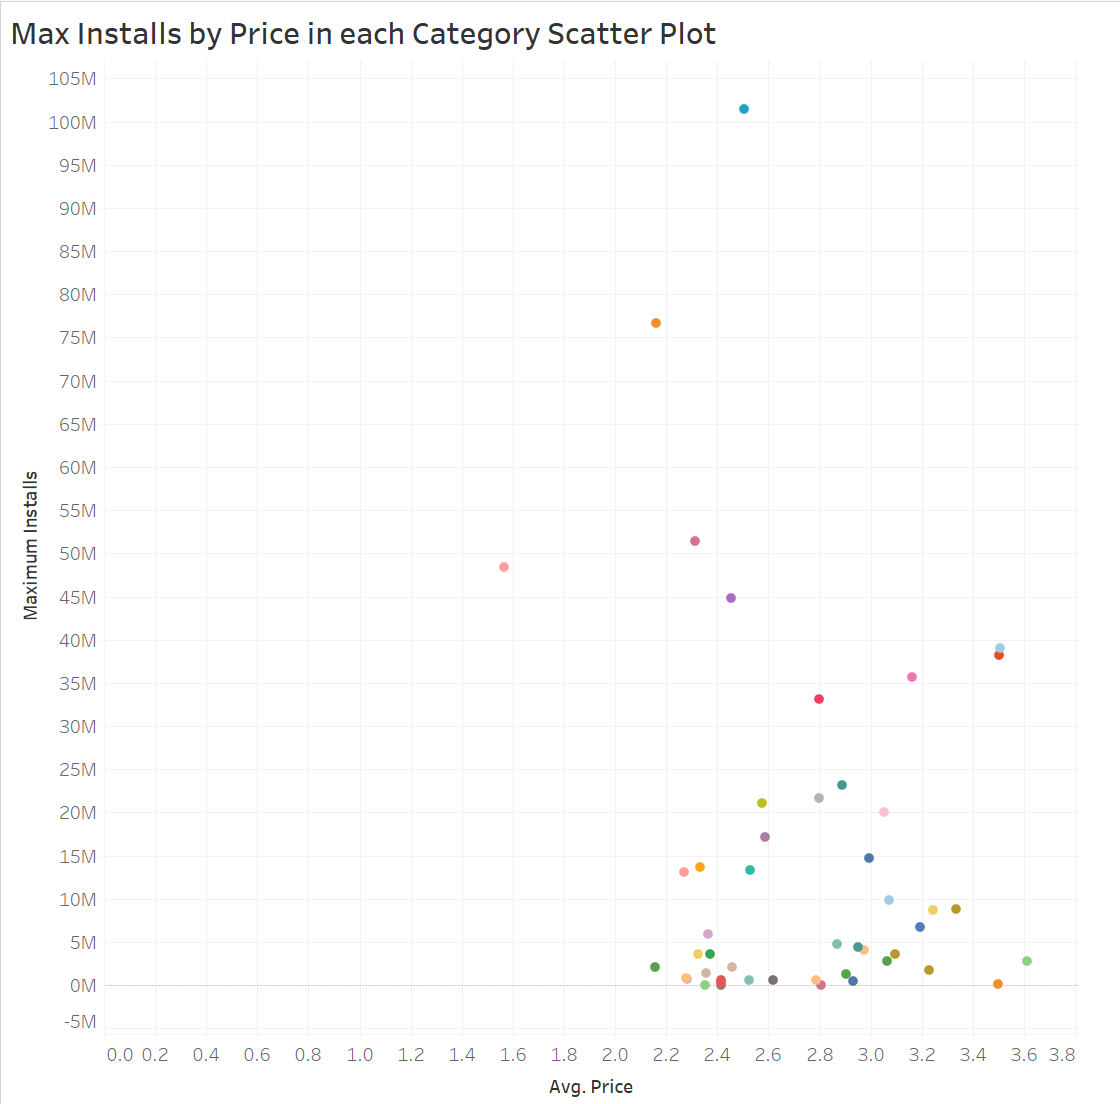 Max Installs by Price in each Category Scatter Plot
105M
100M
95M
90M
85M
80M
75M
70M
65M
60M
55M
50M
45M
40M
35M
30M
25M
20M
15M
10M
5M
0M
-5M
Maximum Installs
0.0 0.2 0.4 0.6 0.8 1.0 1.2 1.4 1.6 1.8 2.0 2.2 2.4 2.6 2.8 3.0 3.2 3.4 3.6 3.8
Avg. Price